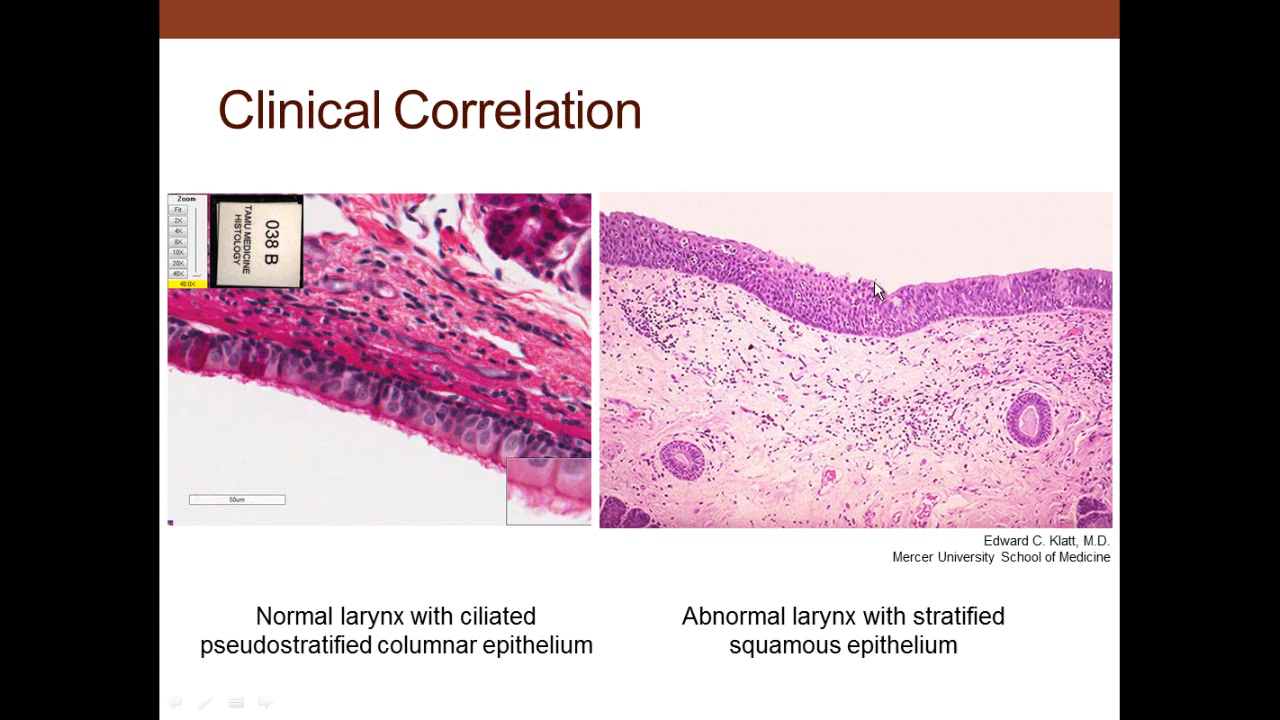 Clinical Correlation
Zoom
Fit
2X
4X
8X
10X
20X
40X
40.0X
038 B
TAMU MEDICINE
HISTOLOGY
50um
Edward C. Klatt, M.D.
Mercer University School of Medicine
Normal larynx with ciliated
pseudostratified columnar epithelium
Abnormal larynx with stratified
squamous epithelium